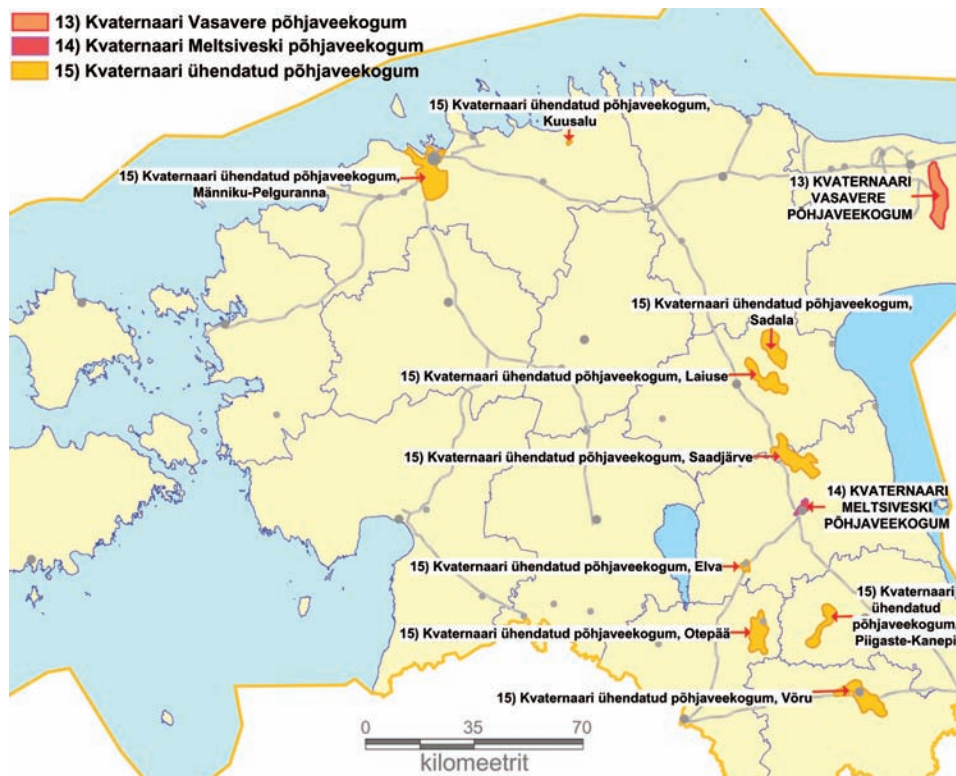 13) Kvaternaari Vasavere põhjaveekogum
14) Kvaternaari Meltsiveski põhjaveekogum
15) Kvaternaari ühendatud põhjaveekogum
15) Kvaternaari ühendatud põhjaveekogum,
Kuusalu
15) Kvaternaari ühendatud põhjaveekogum,
Männiku-Pelguranna
13) KVATERNAARI
VASAVERE
PÕHJAVEEKOGUM
15) Kvaternaari ühendatud põhjaveekogum,
Sadala
15) Kvaternaari ühendatud põhjaveekogum, Laiuse
15) Kvaternaari ühendatud põhjaveekogum, Saadjärve
14) KVATERNAARI
MELTSIVESKI
PÕHJAVEEKOGUM
15) Kvaternaari ühendatud põhjaveekogum, Elva
15) Kvaternaari
ühendatud
põhjaveekogum,
Piigaste-Kanepi
15) Kvaternaari ühendatud põhjaveekogum, Otepää
15) Kvaternaari ühendatud põhjaveekogum, Võru
0 35 70
kilomeetrit